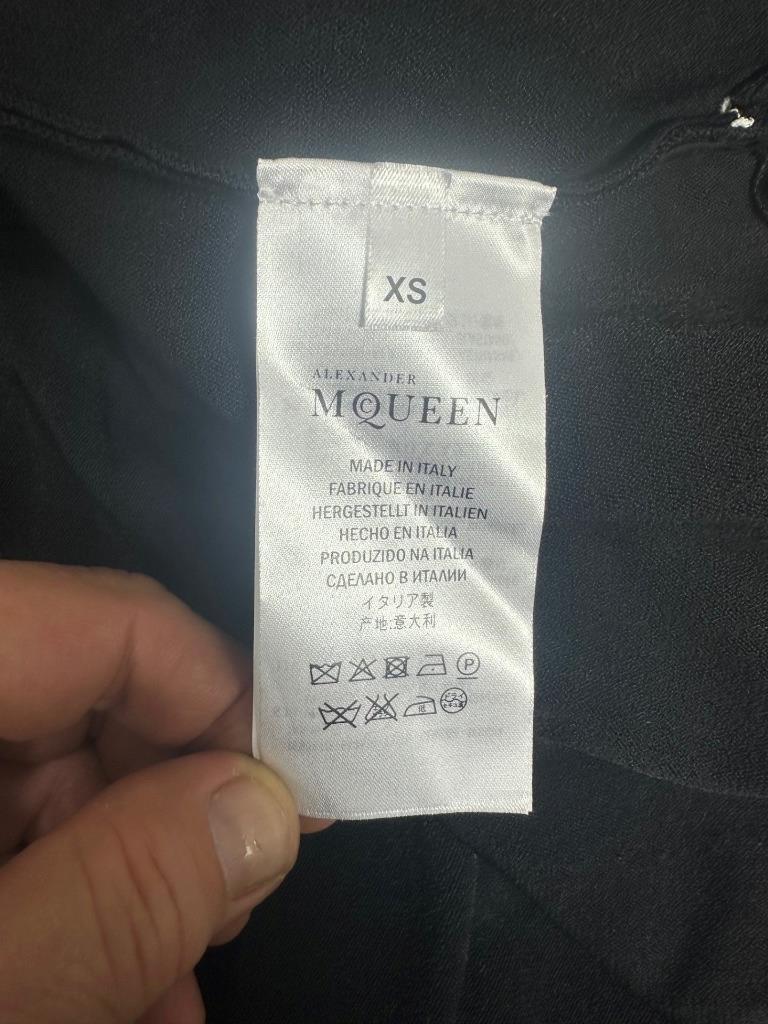 XS
ALEXANDER
MCQUEEN
MADE IN ITALY
FABRIQUE EN ITALIE
HERGESTELLT IN ITALIEN
HECHO EN ITALIA
PRODUZIDO NA ITALIA
СДЕЛАНО В ИТАЛИИ
イタリア製
产地:意大利
P